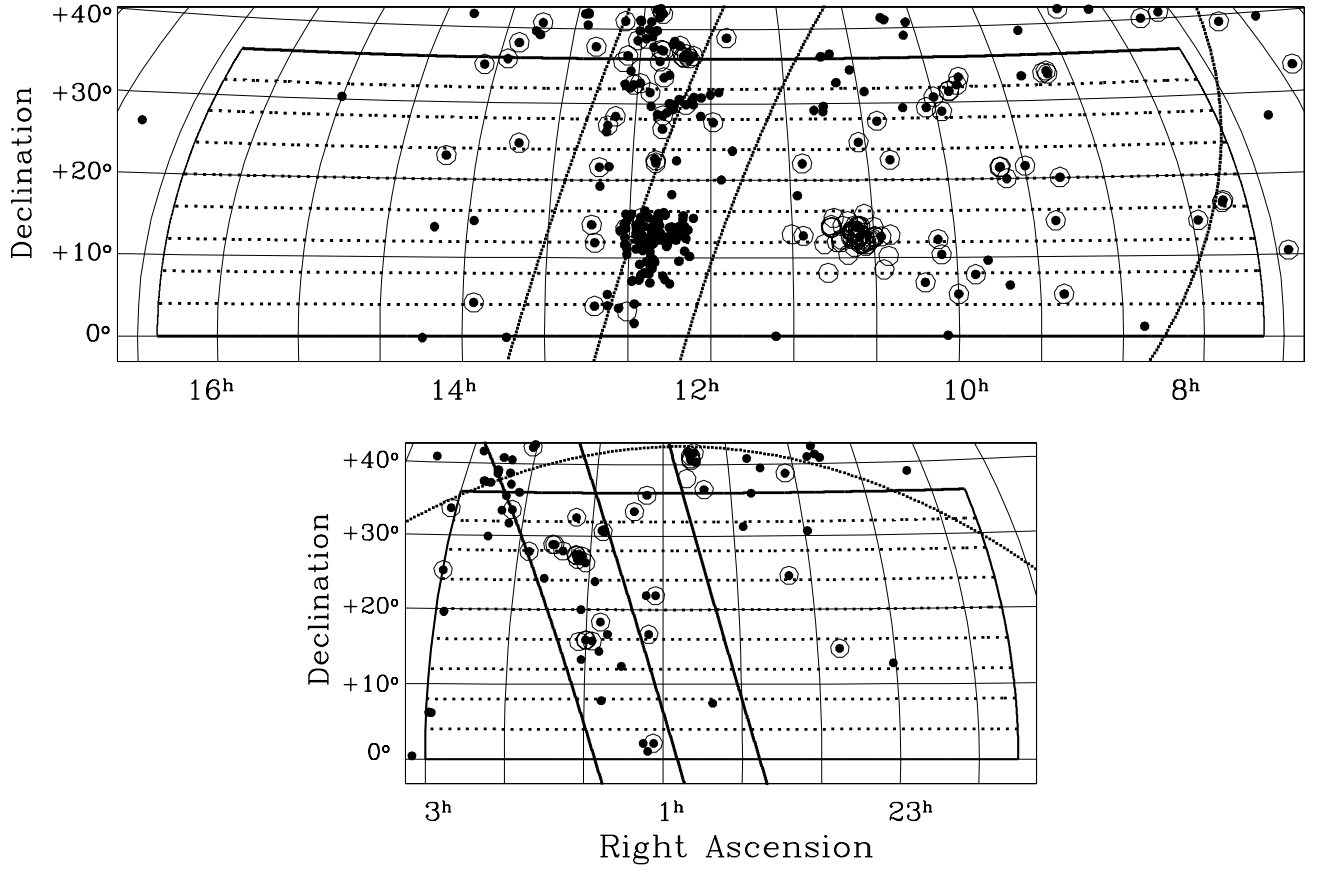 +40°
+30°
+20°
+10°
0°
Declination
16ʰ 14ʰ 12ʰ 10ʰ 8ʰ
+40°
+30°
+20°
+10°
0°
Declination
3ʰ 1ʰ 23ʰ
Right Ascension